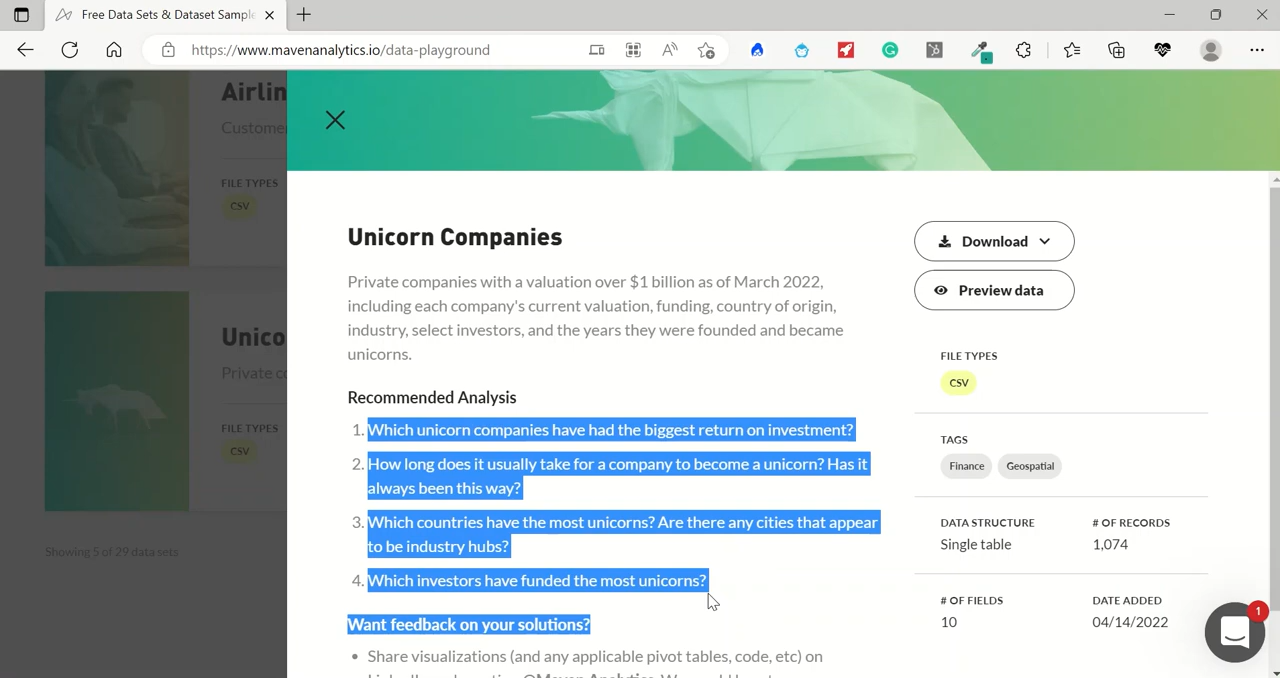 Free Data Sets & Dataset Sample
https://www.mavenanalytics.io/data-playground
Airlin
Custome
FILE TYPES
CSV
Unico
Private co
FILE TYPES
CSV
Showing 5 of 29 data sets
Unicorn Companies
Private companies with a valuation over $1 billion as of March 2022,
including each company's current valuation, funding, country of origin,
industry, select investors, and the years they were founded and became
unicorns.
Recommended Analysis
1. Which unicorn companies have had the biggest return on investment?
2. How long does it usually take for a company to become a unicorn? Has it
always been this way?
3. Which countries have the most unicorns? Are there any cities that appear
to be industry hubs?
4. Which investors have funded the most unicorns?
Want feedback on your solutions?
• Share visualizations (and any applicable pivot tables, code, etc) on
Download
Preview data
FILE TYPES
CSV
TAGS
Finance Geospatial
DATA STRUCTURE # OF RECORDS
Single table 1,074
# OF FIELDS DATE ADDED
10 04/14/2022
1